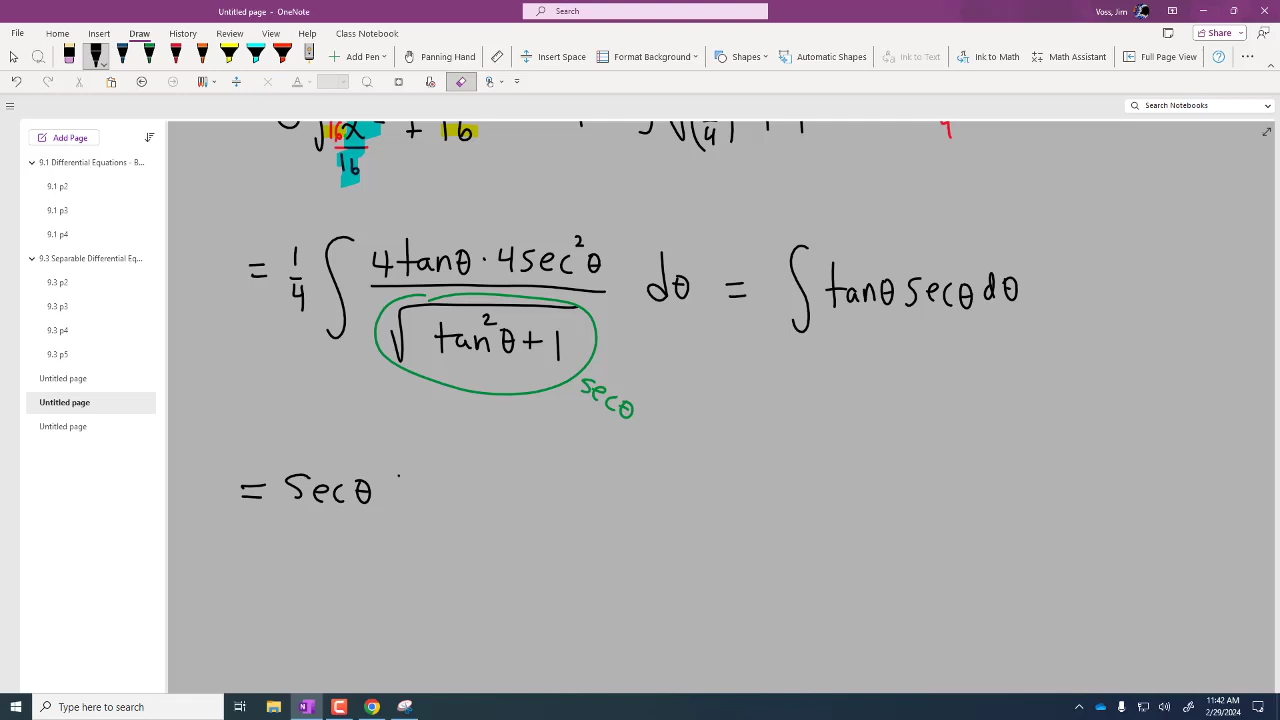 Untitled page - OneNote
Search
Voss, Jim
File Home Insert Draw History Review View Help Class Notebook
Share
Add Pen Panning Hand Insert Space Format Background Shapes Automatic Shapes Ink to Text Ink to Math Math Assistant Full Page View
Search Notebooks
Add Page
9.1 Differential Equations - B...
9.1 p2
9.1 p3
9.1 p4
9.3 Separable Differential Eq...
9.3 p2
9.3 p3
9.3 p4
9.3 p5
Untitled page
Untitled page
Untitled page
√16x² / 16 + 16
= 1/4 ∫ 4tanθ · 4sec²θ / √tan²θ + 1 dθ = ∫ tanθ secθ dθ
secθ
= secθ
Type here to search
11:42 AM
2/29/2024